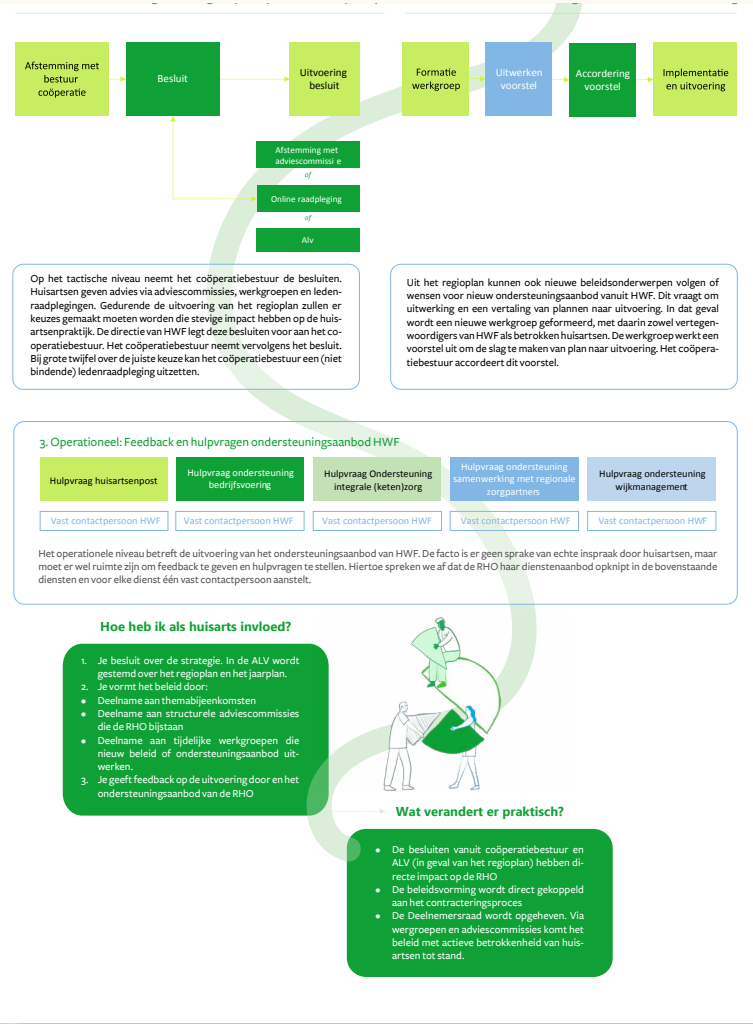 Afstemming met
bestuur
coöperatie
Besluit
Uitvoering
besluit
Formatie
werkgroep
Uitwerken
voorstel
Accordering
voorstel
Implementatie
en uitvoering
Afstemming met
adviescommissi e
of
Online raadpleging
of
Alv
Op het tactische niveau neemt het coöperatiebestuur de besluiten.
Huisartsen geven advies via adviescommissies, werkgroepen en leden-
raadplegingen. Gedurende de uitvoering van het regioplan zullen er
keuzes gemaakt moeten worden die stevige impact hebben op de huis-
artsenpraktijk. De directie van HWF legt deze besluiten voor aan het co-
operatiebestuur. Het coöperatiebestuur neemt vervolgens het besluit.
Bij grote twijfel over de juiste keuze kan het coöperatiebestuur een (niet
bindende) ledenraadpleging uitzetten.
Uit het regioplan kunnen ook nieuwe beleidsonderwerpen volgen of
wensen voor nieuw ondersteuningsaanbod vanuit HWF. Dit vraagt om
uitwerking en een vertaling van plannen naar uitvoering. In dat geval
wordt een nieuwe werkgroep geformeerd, met daarin zowel vertegen-
woordigers van HWF als betrokken huisartsen. De werkgroep werkt een
voorstel uit om de slag te maken van plan naar uitvoering. Het coöpera-
tiebestuur accordeert dit voorstel.
3. Operationeel: Feedback en hulpvragen ondersteuningsaanbod HWF
Hulpvraag huisartsenpost
Hulpvraag ondersteuning
bedrijfsvoering
Hulpvraag Ondersteuning
integrale (keten)zorg
Hulpvraag ondersteuning
samenwerking met regionale
zorgpartners
Hulpvraag ondersteuning
wijkmanagement
Vast contactpersoon HWF
Vast contactpersoon HWF
Vast contactpersoon HWF
Vast contactpersoon HWF
Vast contactpersoon HWF
Het operationele niveau betreft de uitvoering van het ondersteuningsaanbod van HWF. De facto is er geen sprake van echte inspraak door huisartsen, maar
moet er wel ruimte zijn om feedback te geven en hulpvragen te stellen. Hiertoe spreken we af dat de RHO haar dienstenaanbod opknipt in de bovenstaande
diensten en voor elke dienst één vast contactpersoon aanstelt.
Hoe heb ik als huisarts invloed?
1. Je besluit over de strategie. In de ALV wordt
gestemd over het regioplan en het jaarplan.
2. Je vormt het beleid door:
• Deelname aan themabijeenkomsten
• Deelname aan structurele adviescommissies
die de RHO bijstaan
• Deelname aan tijdelijke werkgroepen die
nieuw beleid of ondersteuningsaanbod uit-
werken.
3. Je geeft feedback op de uitvoering door en het
ondersteuningsaanbod van de RHO
Wat verandert er praktisch?
• De besluiten vanuit coöperatiebestuur en
ALV (in geval van het regioplan) hebben di-
recte impact op de RHO
• De beleidsvorming wordt direct gekoppeld
aan het contracteringsproces
• De Deelnemersraad wordt opgeheven. Via
wergroepen en adviescommissies komt het
beleid met actieve betrokkenheid van huis-
artsen tot stand.